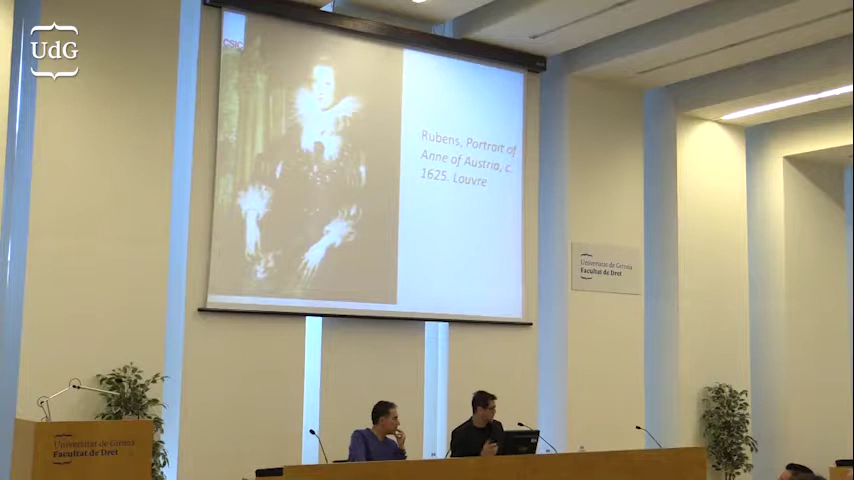 UdG
CSIC
Rubens, Portrait of
Anne of Austria, c.
1625. Louvre
Universitat de Girona
Facultat de Dret
Universitat de Girona
Facultat de Dret